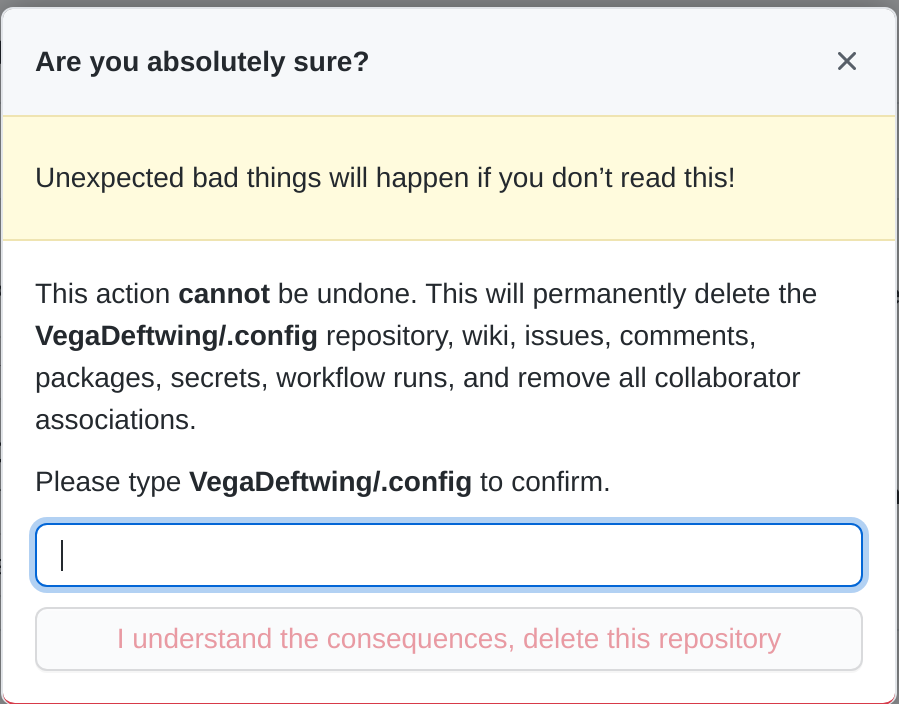 Are you absolutely sure?
Unexpected bad things will happen if you don’t read this!
This action cannot be undone. This will permanently delete the
VegaDeftwing/.config repository, wiki, issues, comments,
packages, secrets, workflow runs, and remove all collaborator
associations.
Please type VegaDeftwing/.config to confirm.
I understand the consequences, delete this repository